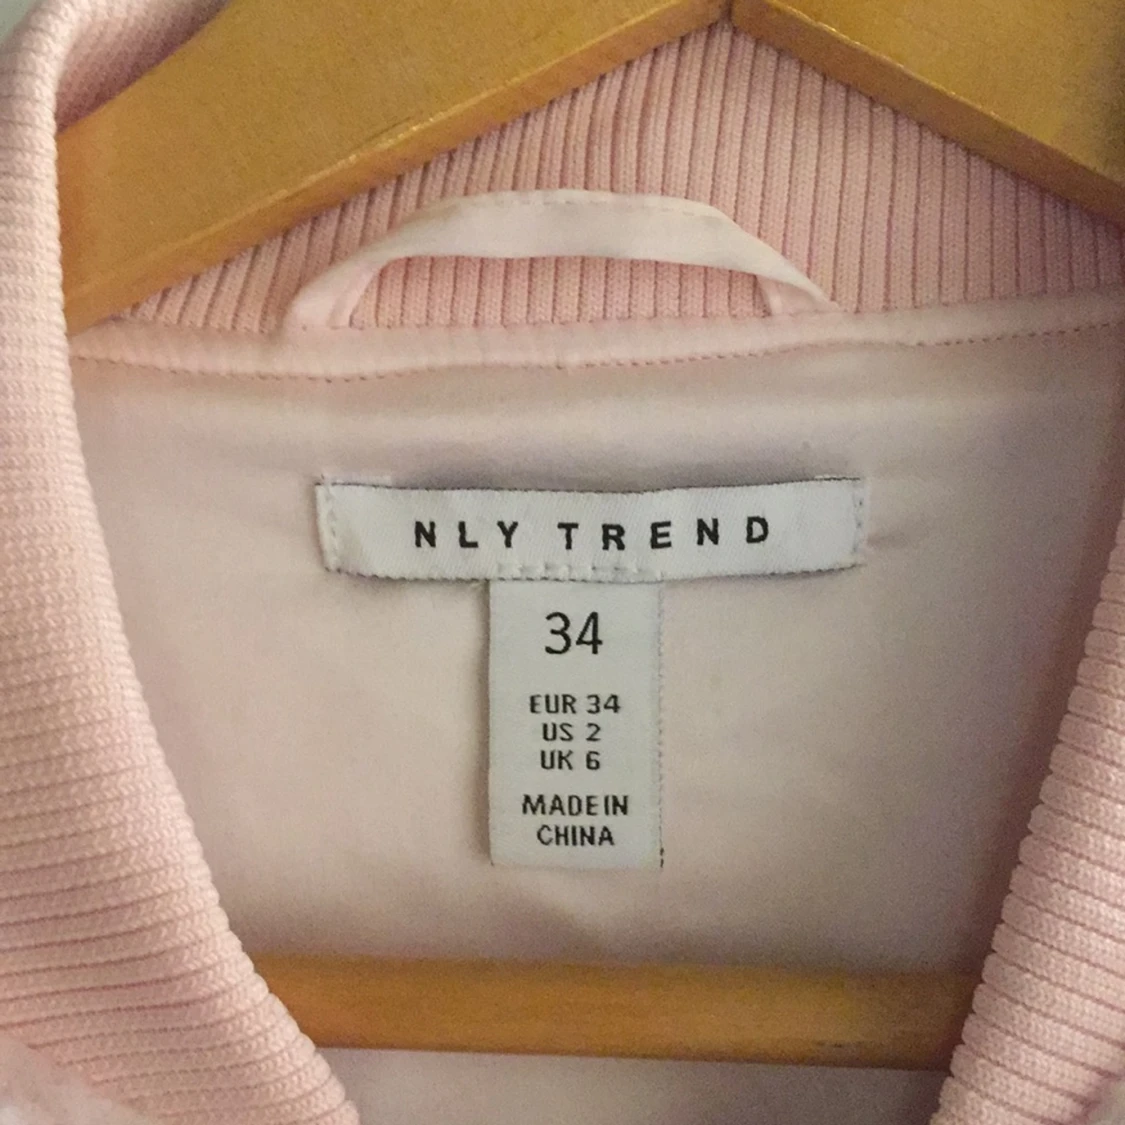 NLY TREND
34
EUR 34
US 2
UK 6
MADE IN
CHINA